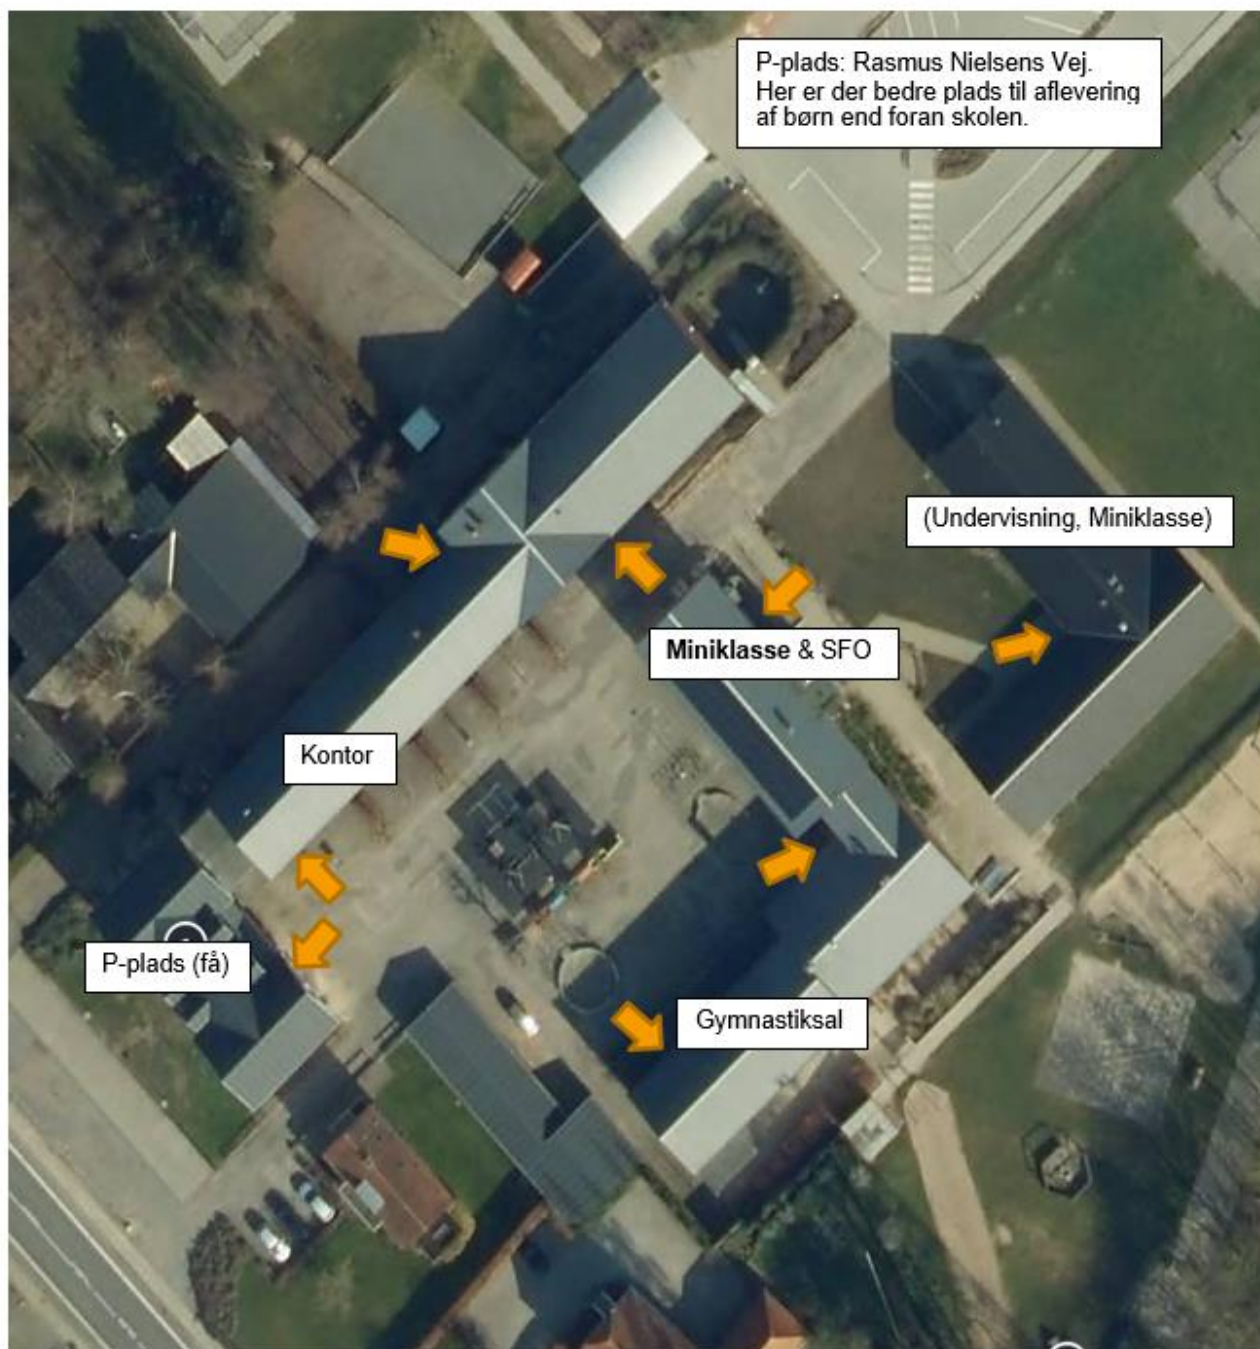 P-plads: Rasmus Nielsens Vej.
Her er der bedre plads til aflevering
af børn end foran skolen.
(Undervisning, Miniklasse)
Miniklasse & SFO
Kontor
P-plads (få)
Gymnastiksal